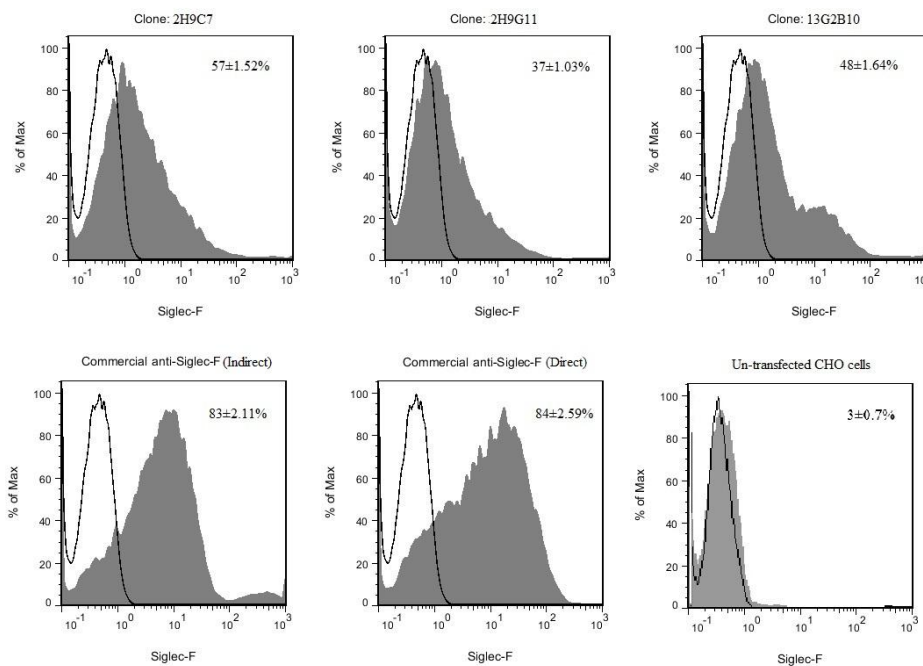 Clone: 2H9C7
57±1.52%
% of Max
100
80
60
40
20
0
10-1 100 101 102 103
Siglec-F
Clone: 2H9G11
37±1.03%
% of Max
100
80
60
40
20
0
10-1 100 101 102 103
Siglec-F
Clone: 13G2B10
48±1.64%
% of Max
100
80
60
40
20
0
10-1 100 101 102 103
Siglec-F
Commercial anti-Siglec-F (Indirect)
83±2.11%
% of Max
100
80
60
40
20
0
10-1 100 101 102 103
Siglec-F
Commercial anti-Siglec-F (Direct)
84±2.59%
% of Max
100
80
60
40
20
0
10-1 100 101 102 103
Siglec-F
Un-transfected CHO cells
3±0.7%
% of Max
100
80
60
40
20
0
10-1 100 101 102 103
Siglec-F